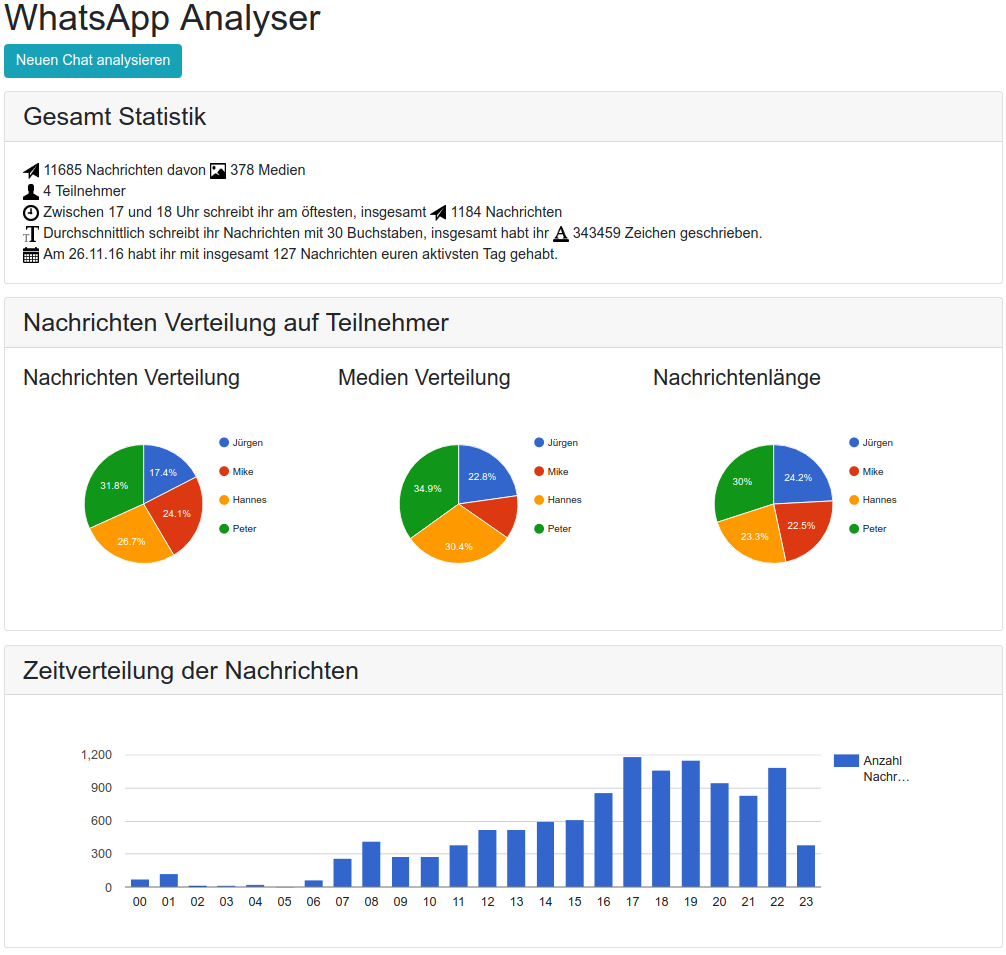 WhatsApp Analyser
Neuen Chat analysieren
Gesamt Statistik
11685 Nachrichten davon 378 Medien
4 Teilnehmer
Zwischen 17 und 18 Uhr schreibt ihr am öftesten, insgesamt 1184 Nachrichten
Durchschnittlich schreibt ihr Nachrichten mit 30 Buchstaben, insgesamt habt ihr 343459 Zeichen geschrieben.
Am 26.11.16 habt ihr mit insgesamt 127 Nachrichten euren aktivsten Tag gehabt.
Nachrichten Verteilung auf Teilnehmer
Nachrichten Verteilung
17.4%
24.1%
26.7%
31.8%
Jürgen
Mike
Hannes
Peter
Medien Verteilung
22.8%
30.4%
34.9%
Jürgen
Mike
Hannes
Peter
Nachrichtenlänge
24.2%
22.5%
23.3%
30%
Jürgen
Mike
Hannes
Peter
Zeitverteilung der Nachrichten
1,200
900
600
300
0
00 01 02 03 04 05 06 07 08 09 10 11 12 13 14 15 16 17 18 19 20 21 22 23
Anzahl
Nachr…